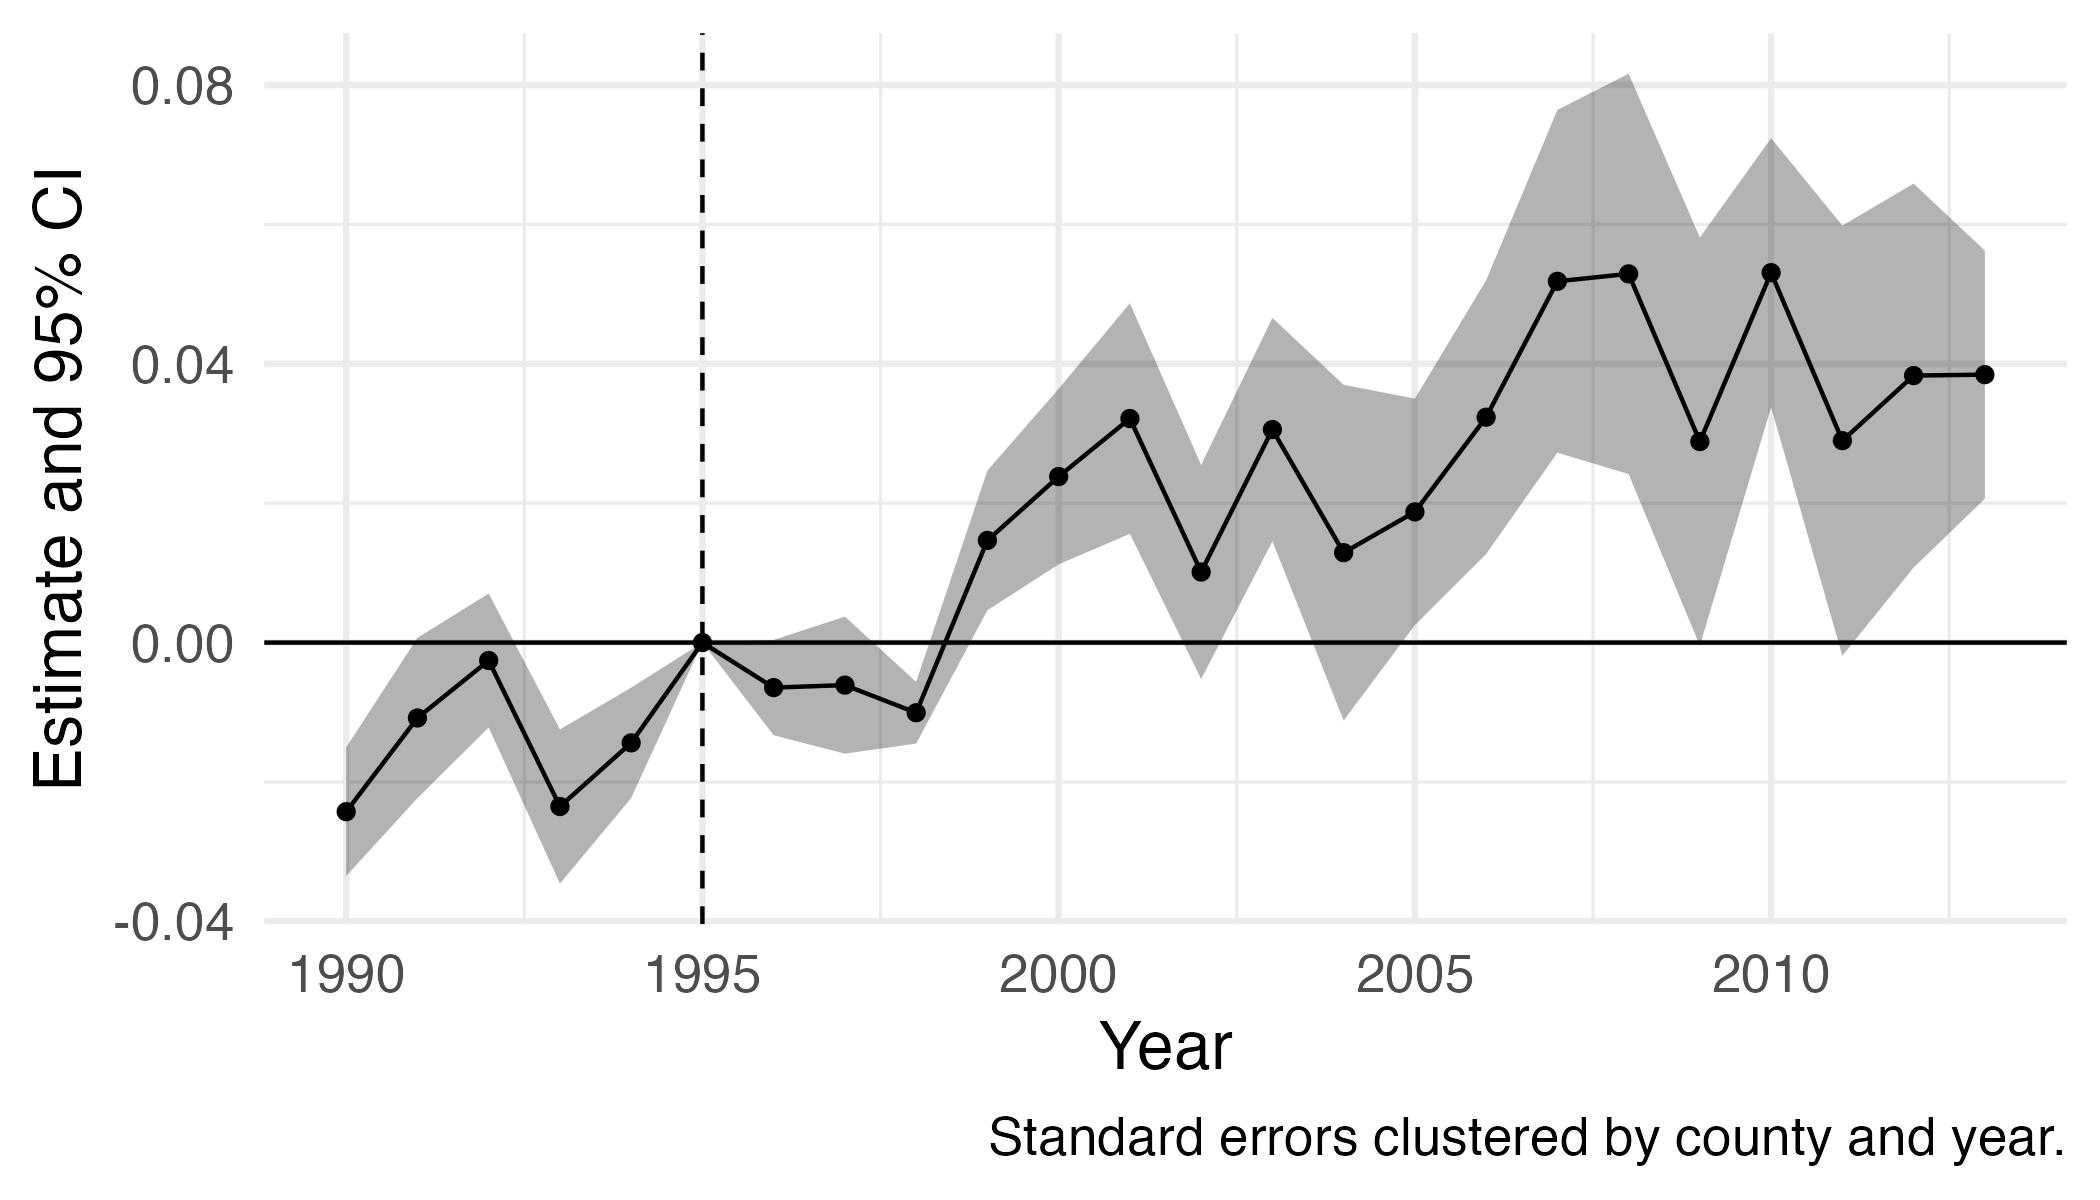 Estimate and 95% CI
0.08
0.04
0.00
-0.04
1990 1995 2000 2005 2010
Year
Standard errors clustered by county and year.